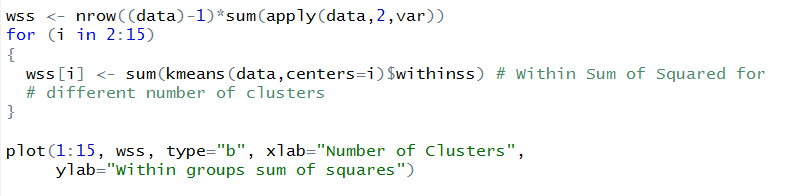 wss <- nrow((data)-1)*sum(apply(data,2,var))
for (i in 2:15)
{
  wss[i] <- sum(kmeans(data,centers=i)$withinss) # Within Sum of Squared for
  # different number of clusters
}
plot(1:15, wss, type="b", xlab="Number of Clusters",
     ylab="Within groups sum of squares")